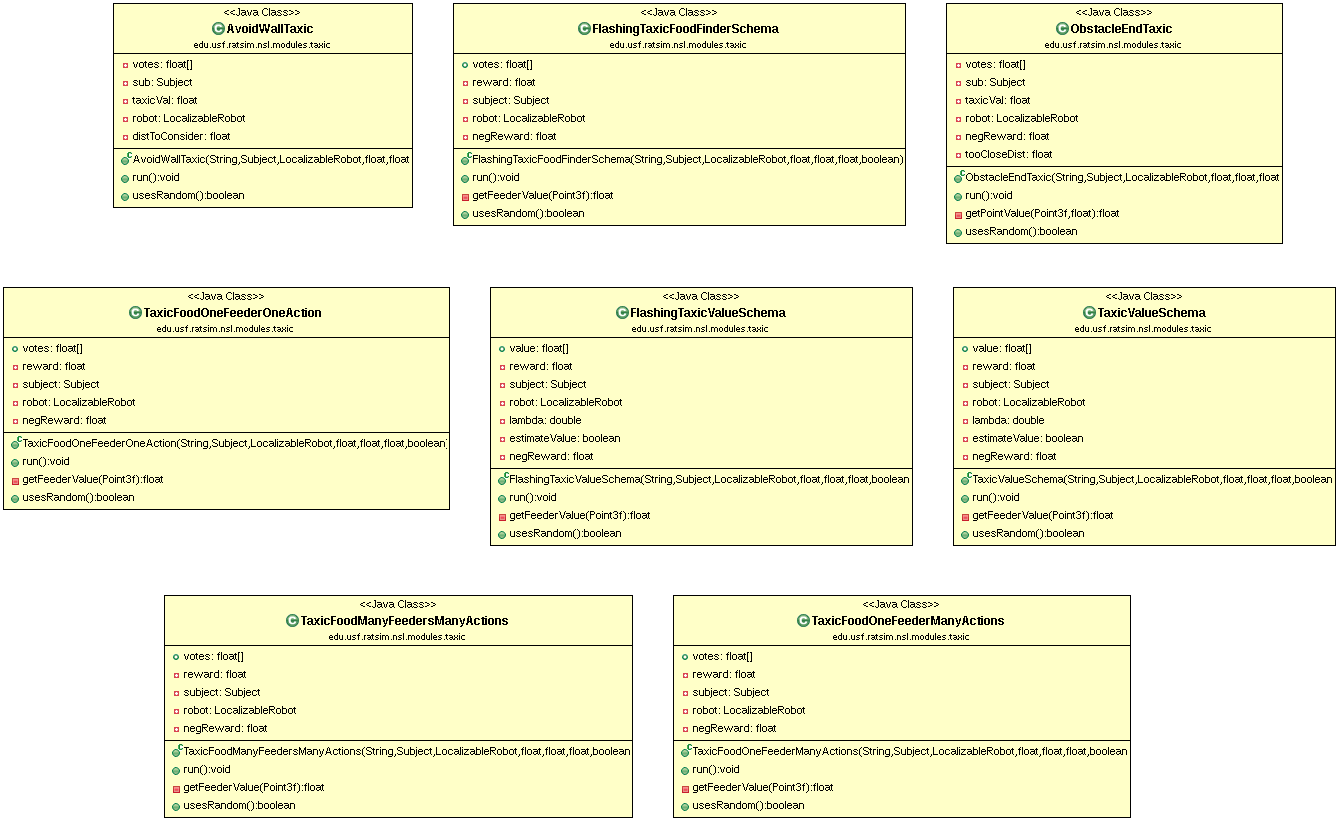 <<Java Class>>
AvoidWallTaxic
edu.usf.ratsim.nsl.modules.taxic
votes: float[]
sub: Subject
taxicVal: float
robot: LocalizableRobot
distToConsider: float
AvoidWallTaxic(String,Subject,LocalizableRobot,float,float
run():void
usesRandom():boolean
<<Java Class>>
FlashingTaxicFoodFinderSchema
edu.usf.ratsim.nsl.modules.taxic
votes: float[]
reward: float
subject: Subject
robot: LocalizableRobot
negReward: float
FlashingTaxicFoodFinderSchema(String,Subject,LocalizableRobot,float,float,float,boolean)
run():void
getFeederValue(Point3f):float
usesRandom():boolean
<<Java Class>>
ObstacleEndTaxic
edu.usf.ratsim.nsl.modules.taxic
votes: float[]
sub: Subject
taxicVal: float
robot: LocalizableRobot
negReward: float
tooCloseDist: float
ObstacleEndTaxic(String,Subject,LocalizableRobot,float,float,float
run():void
getPointValue(Point3f,float):float
usesRandom():boolean
<<Java Class>>
TaxicFoodOneFeederOneAction
edu.usf.ratsim.nsl.modules.taxic
votes: float[]
reward: float
subject: Subject
robot: LocalizableRobot
negReward: float
TaxicFoodOneFeederOneAction(String,Subject,LocalizableRobot,float,float,float,boolean)
run():void
getFeederValue(Point3f):float
usesRandom():boolean
<<Java Class>>
FlashingTaxicValueSchema
edu.usf.ratsim.nsl.modules.taxic
value: float[]
reward: float
subject: Subject
robot: LocalizableRobot
lambda: double
estimateValue: boolean
negReward: float
FlashingTaxicValueSchema(String,Subject,LocalizableRobot,float,float,float,boolean
run():void
getFeederValue(Point3f):float
usesRandom():boolean
<<Java Class>>
TaxicValueSchema
edu.usf.ratsim.nsl.modules.taxic
value: float[]
reward: float
subject: Subject
robot: LocalizableRobot
lambda: double
estimateValue: boolean
negReward: float
TaxicValueSchema(String,Subject,LocalizableRobot,float,float,float,boolean
run():void
getFeederValue(Point3f):float
usesRandom():boolean
<<Java Class>>
TaxicFoodManyFeedersManyActions
edu.usf.ratsim.nsl.modules.taxic
votes: float[]
reward: float
subject: Subject
robot: LocalizableRobot
negReward: float
TaxicFoodManyFeedersManyActions(String,Subject,LocalizableRobot,float,float,float,boolean
run():void
getFeederValue(Point3f):float
usesRandom():boolean
<<Java Class>>
TaxicFoodOneFeederManyActions
edu.usf.ratsim.nsl.modules.taxic
votes: float[]
reward: float
subject: Subject
robot: LocalizableRobot
negReward: float
TaxicFoodOneFeederManyActions(String,Subject,LocalizableRobot,float,float,float,boolean
run():void
getFeederValue(Point3f):float
usesRandom():boolean